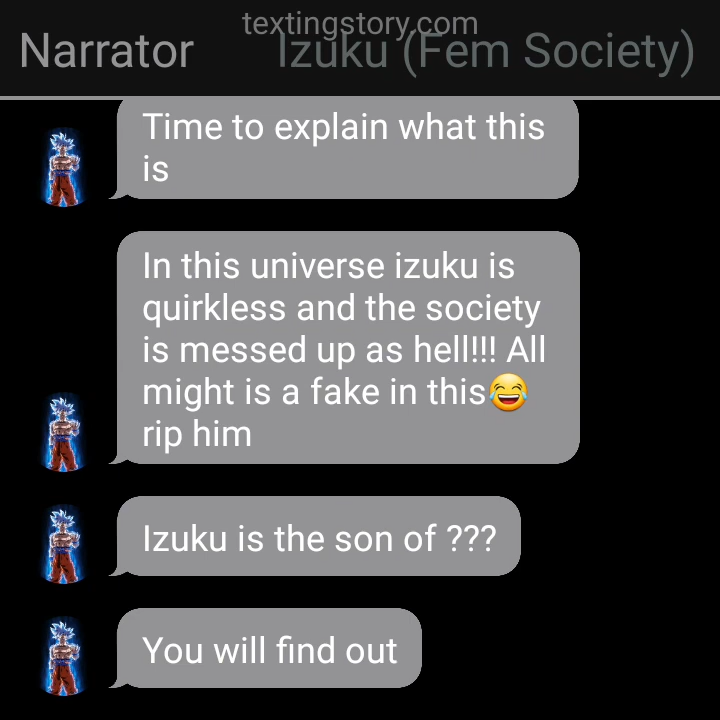 textingstory.com
Narrator Izuku (Fem Society)
Time to explain what this
is
In this universe izuku is
quirkless and the society
is messed up as hell!!! All
might is a fake in this😂
rip him
Izuku is the son of ???
You will find out